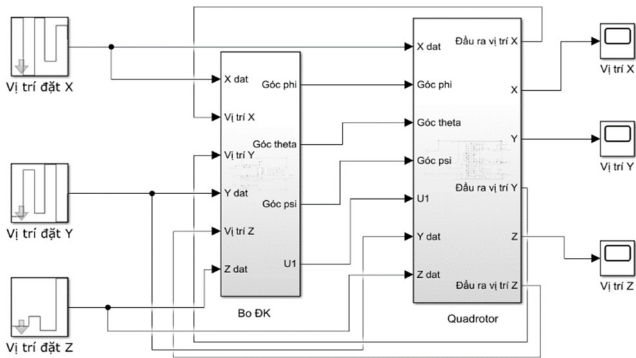 Vị trí đặt X
Vị trí đặt Y
Vị trí đặt Z
X dat
Vị trí X
Vị trí Y
Y dat
Vị trí Z
Z dat
Góc phi
Góc theta
Góc psi
U1
Bo ĐK
X dat
Góc phi
Góc theta
Góc psi
U1
Y dat
Z dat
Đầu ra vị trí X
X
Y
Đầu ra vị trí Y
Z
Đầu ra vị trí Z
Quadrotor
Vị trí X
Vị trí Y
Vị trí Z